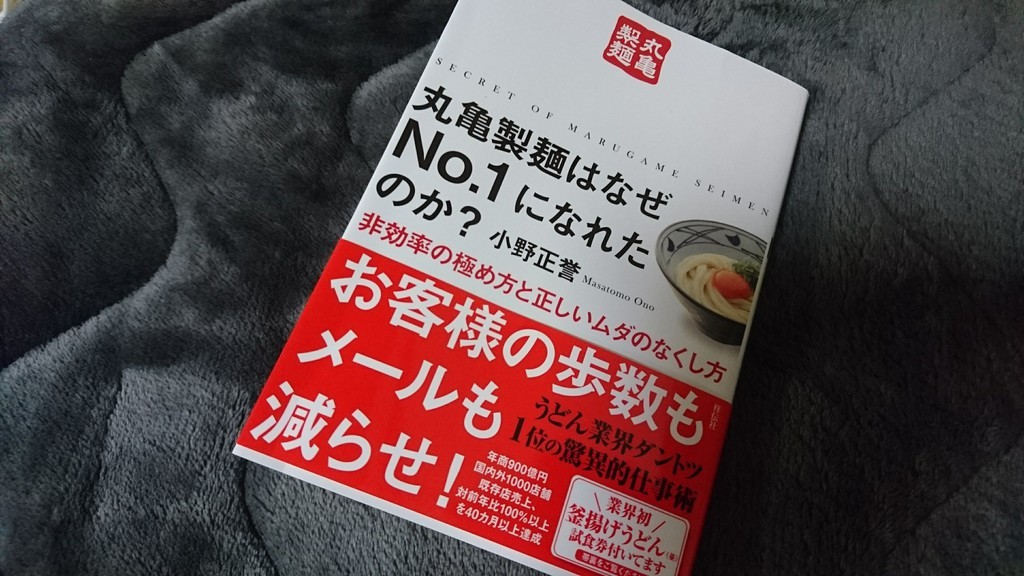 丸亀
製麺
SECRET OF MARUGAME SEIMEN
丸亀製麺はなぜ
No.1になれた
のか？
小野正誉
Masatomo Ono
非効率の極め方と正しいムダのなくし方
お客様の歩数も
メールも
減らせ！
うどん業界ダントツ
1位の驚異的仕事術
年商900億円
国内外1000店舗
既存店売上、
対前年比100%以上
を40カ月以上達成
業界初
釜揚げうどん(並)
試食券付いてます